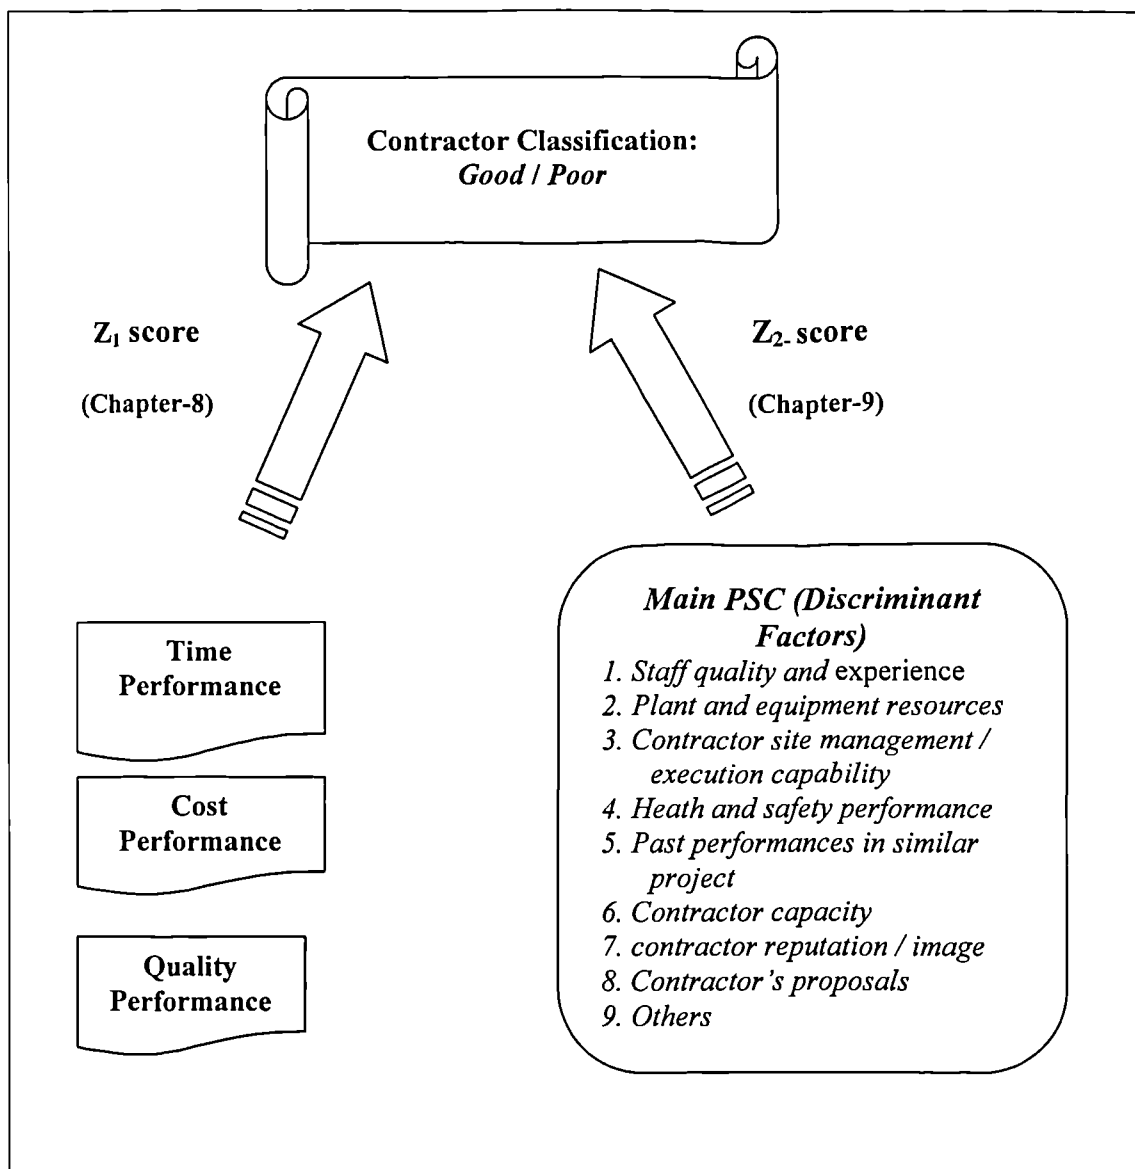 Contractor Classification:
Good / Poor
Z1 score
(Chapter-8)
Z2- score
(Chapter-9)
Time
Performance
Cost
Performance
Quality
Performance
Main PSC (Discriminant
Factors)
1. Staff quality and experience
2. Plant and equipment resources
3. Contractor site management /
execution capability
4. Heath and safety performance
5. Past performances in similar
project
6. Contractor capacity
7. contractor reputation / image
8. Contractor's proposals
9. Others